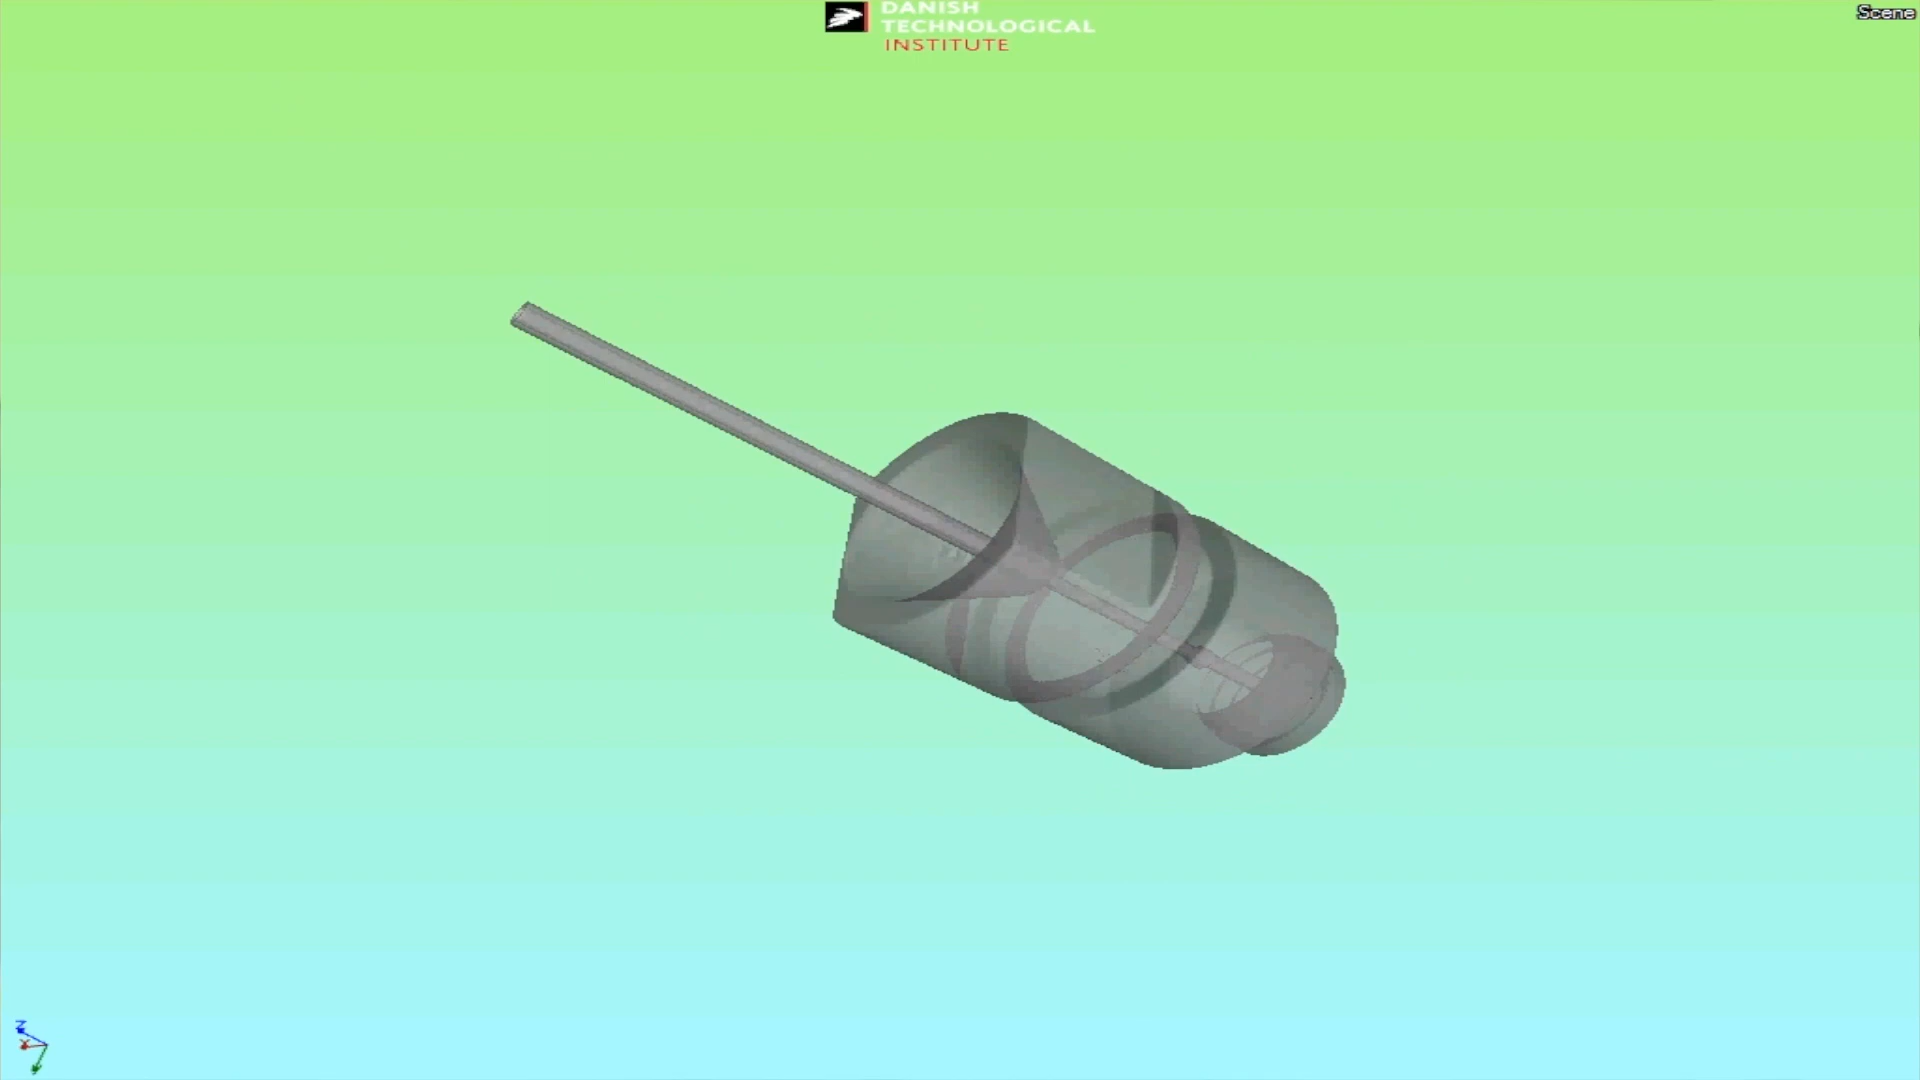 DANISH
TECHNOLOGICAL
INSTITUTE
Scene
Z
X